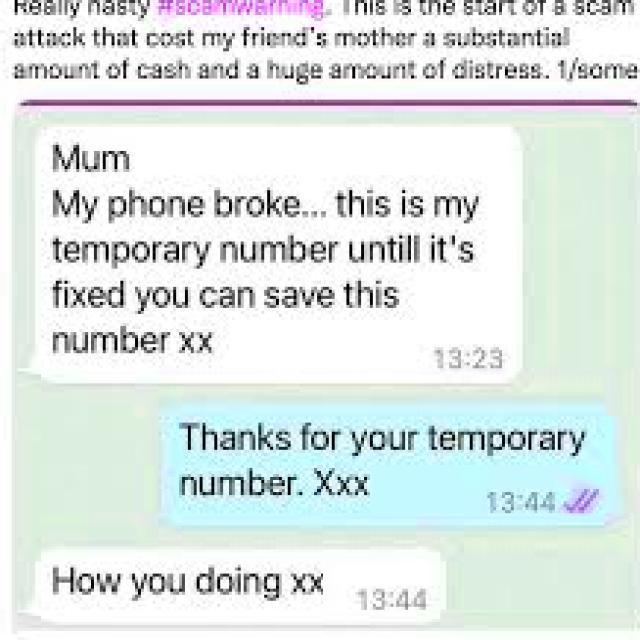 Really nasty #scamwarning. This is the start of a scam
attack that cost my friend's mother a substantial
amount of cash and a huge amount of distress. 1/some
Mum
My phone broke... this is my
temporary number untill it's
fixed you can save this
number xx
13:23
Thanks for your temporary
number. Xxx
13:44
How you doing xx
13:44